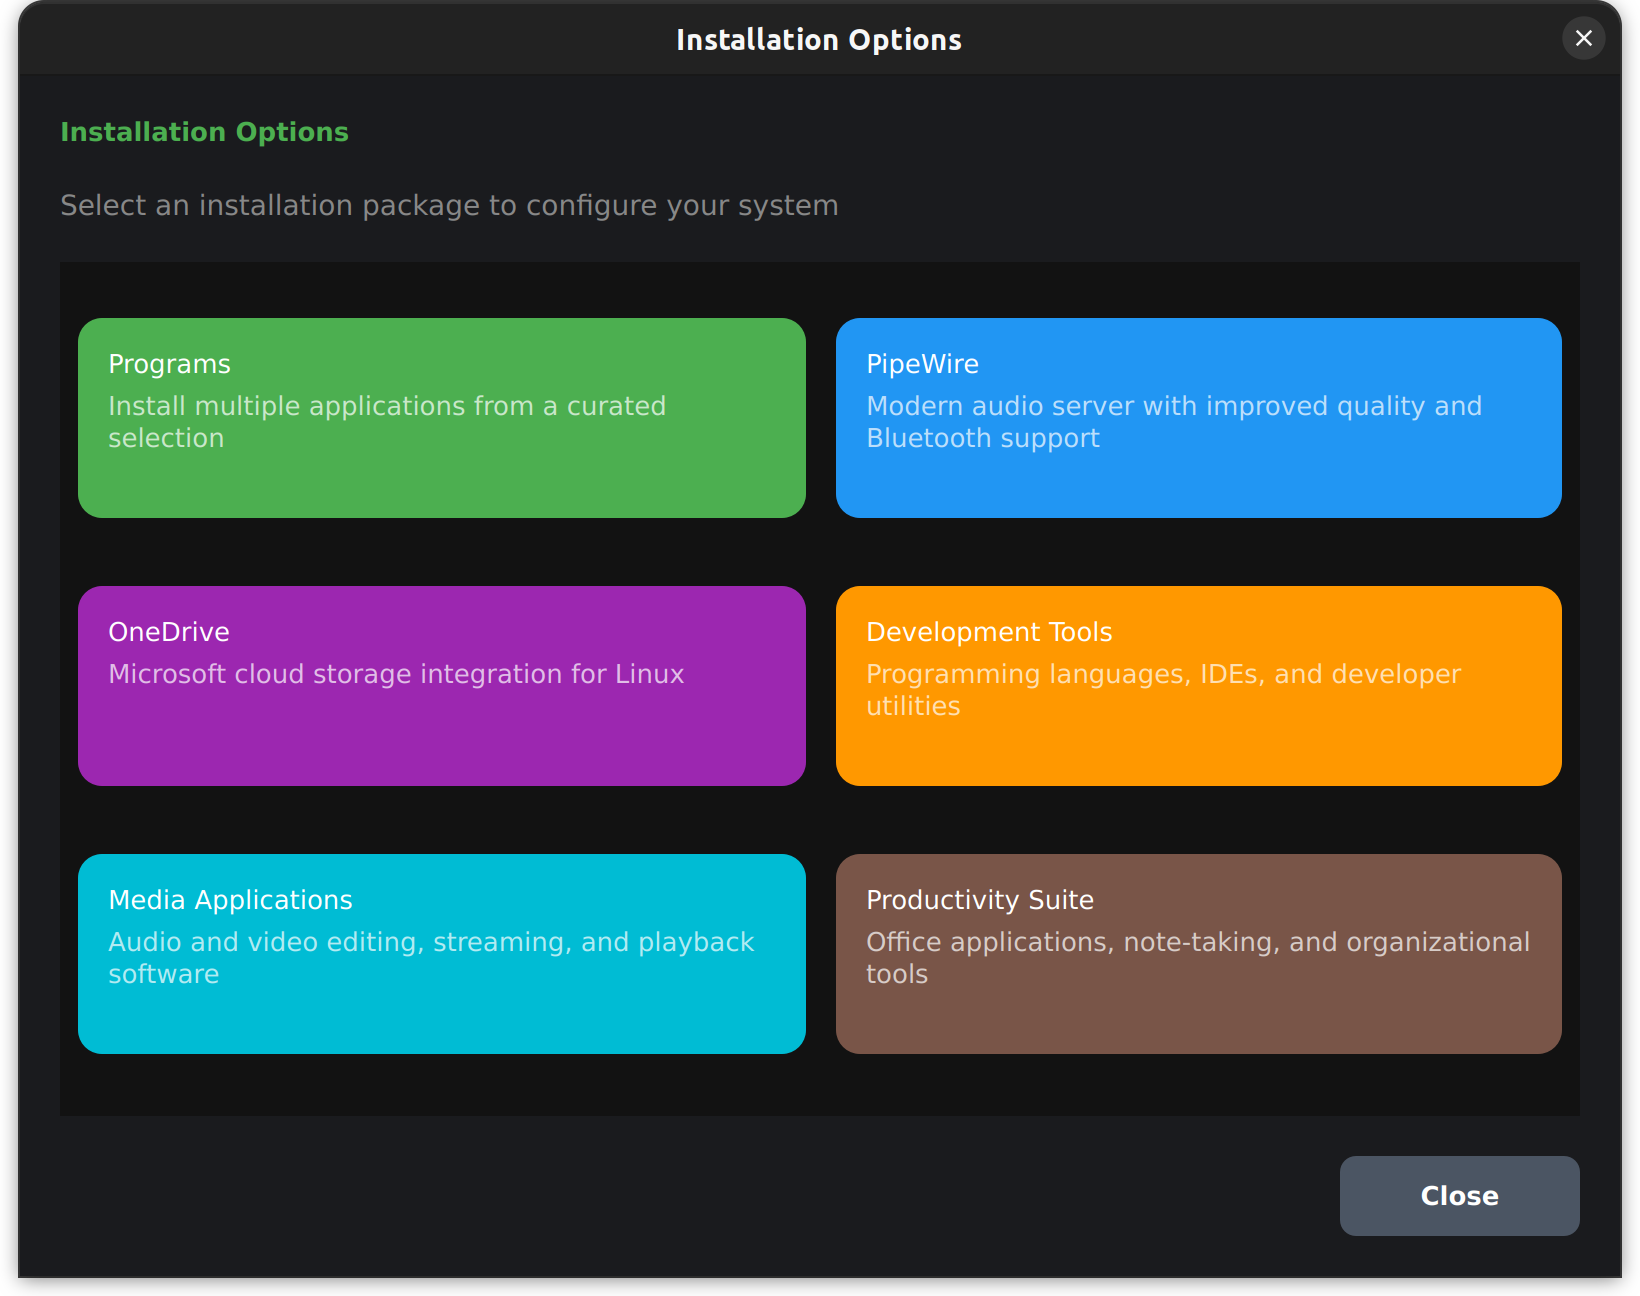 Installation Options
Installation Options
Select an installation package to configure your system
Programs
Install multiple applications from a curated
selection
PipeWire
Modern audio server with improved quality and
Bluetooth support
OneDrive
Microsoft cloud storage integration for Linux
Development Tools
Programming languages, IDEs, and developer
utilities
Media Applications
Audio and video editing, streaming, and playback
software
Productivity Suite
Office applications, note-taking, and organizational
tools
Close